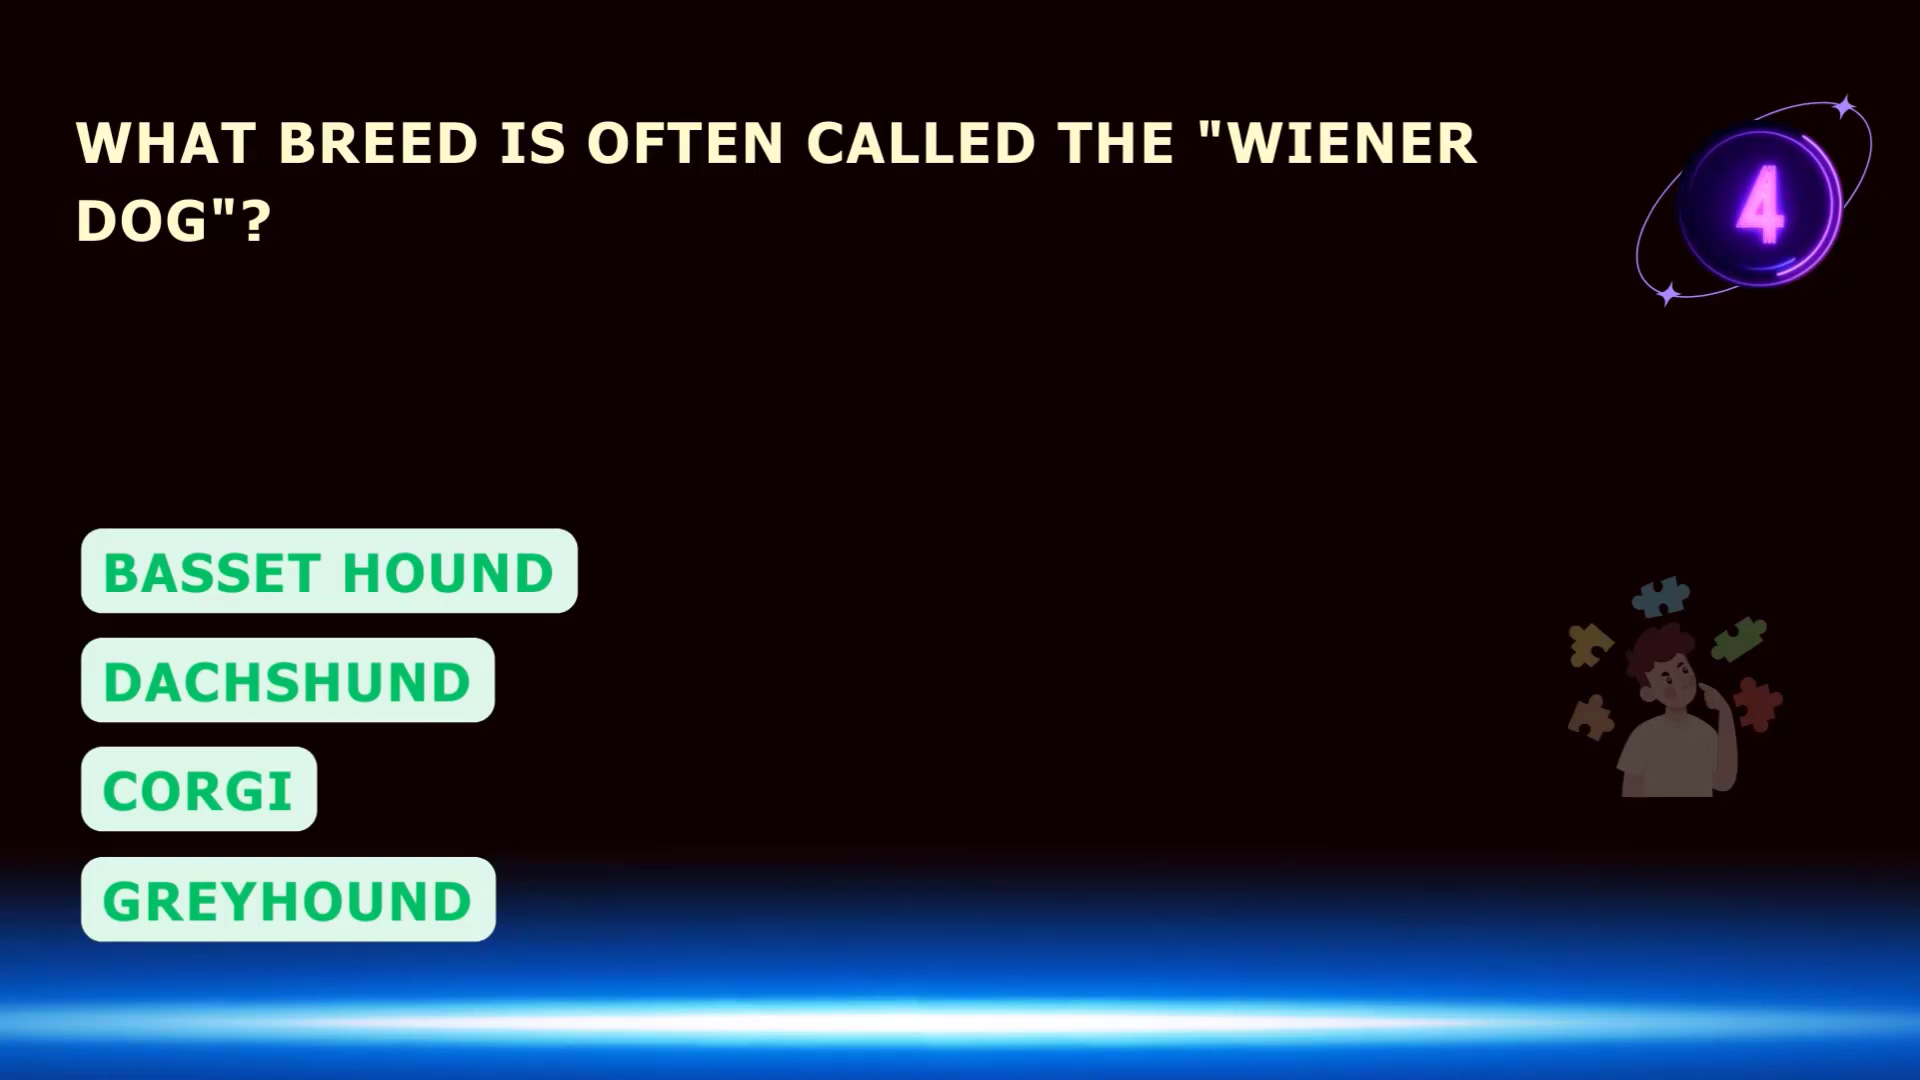 WHAT BREED IS OFTEN CALLED THE "WIENER
DOG"?
4
BASSET HOUND
DACHSHUND
CORGI
GREYHOUND